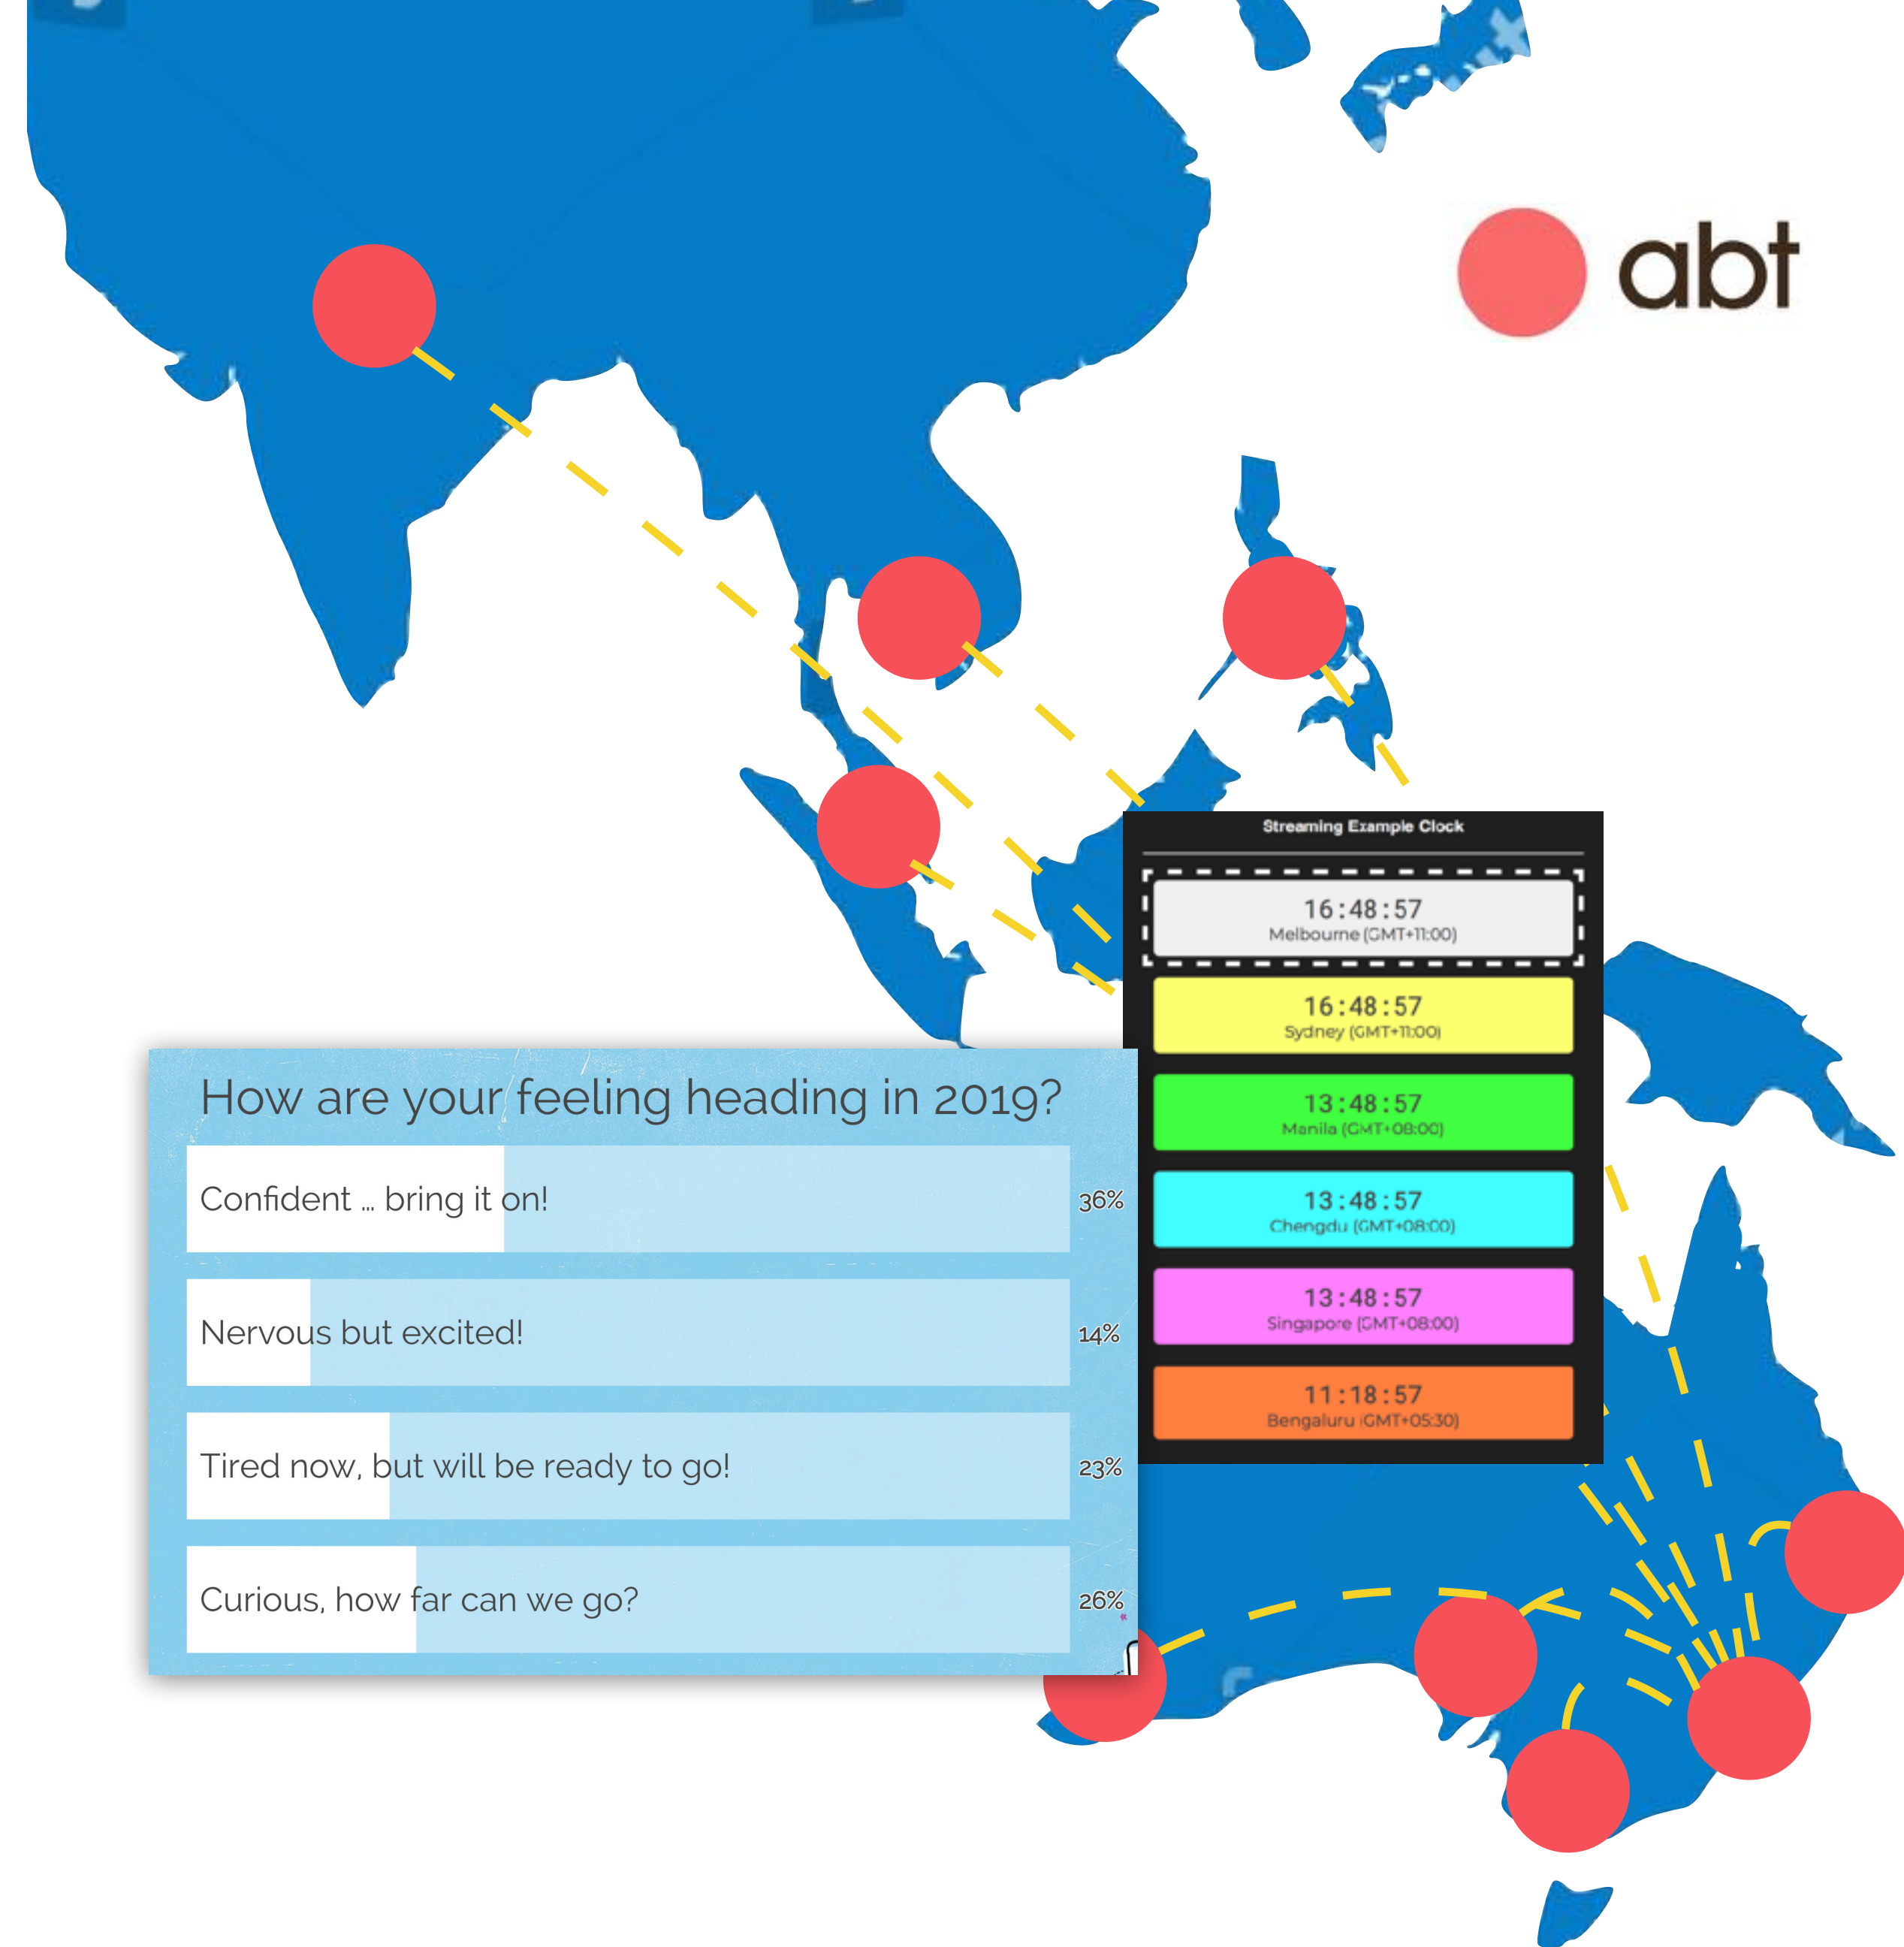 abt
Streaming Example Clock
16:48:57
Melbourne (GMT+11:00)
16:48:57
Sydney (GMT+11:00)
13:48:57
Manila (GMT+08:00)
13:48:57
Chengdu (GMT+08:00)
13:48:57
Singapore (GMT+08:00)
11:18:57
Bengaluru (GMT+05:30)
How are your feeling heading in 2019?
Confident ... bring it on!
36%
Nervous but excited!
14%
Tired now, but will be ready to go!
23%
Curious, how far can we go?
26%